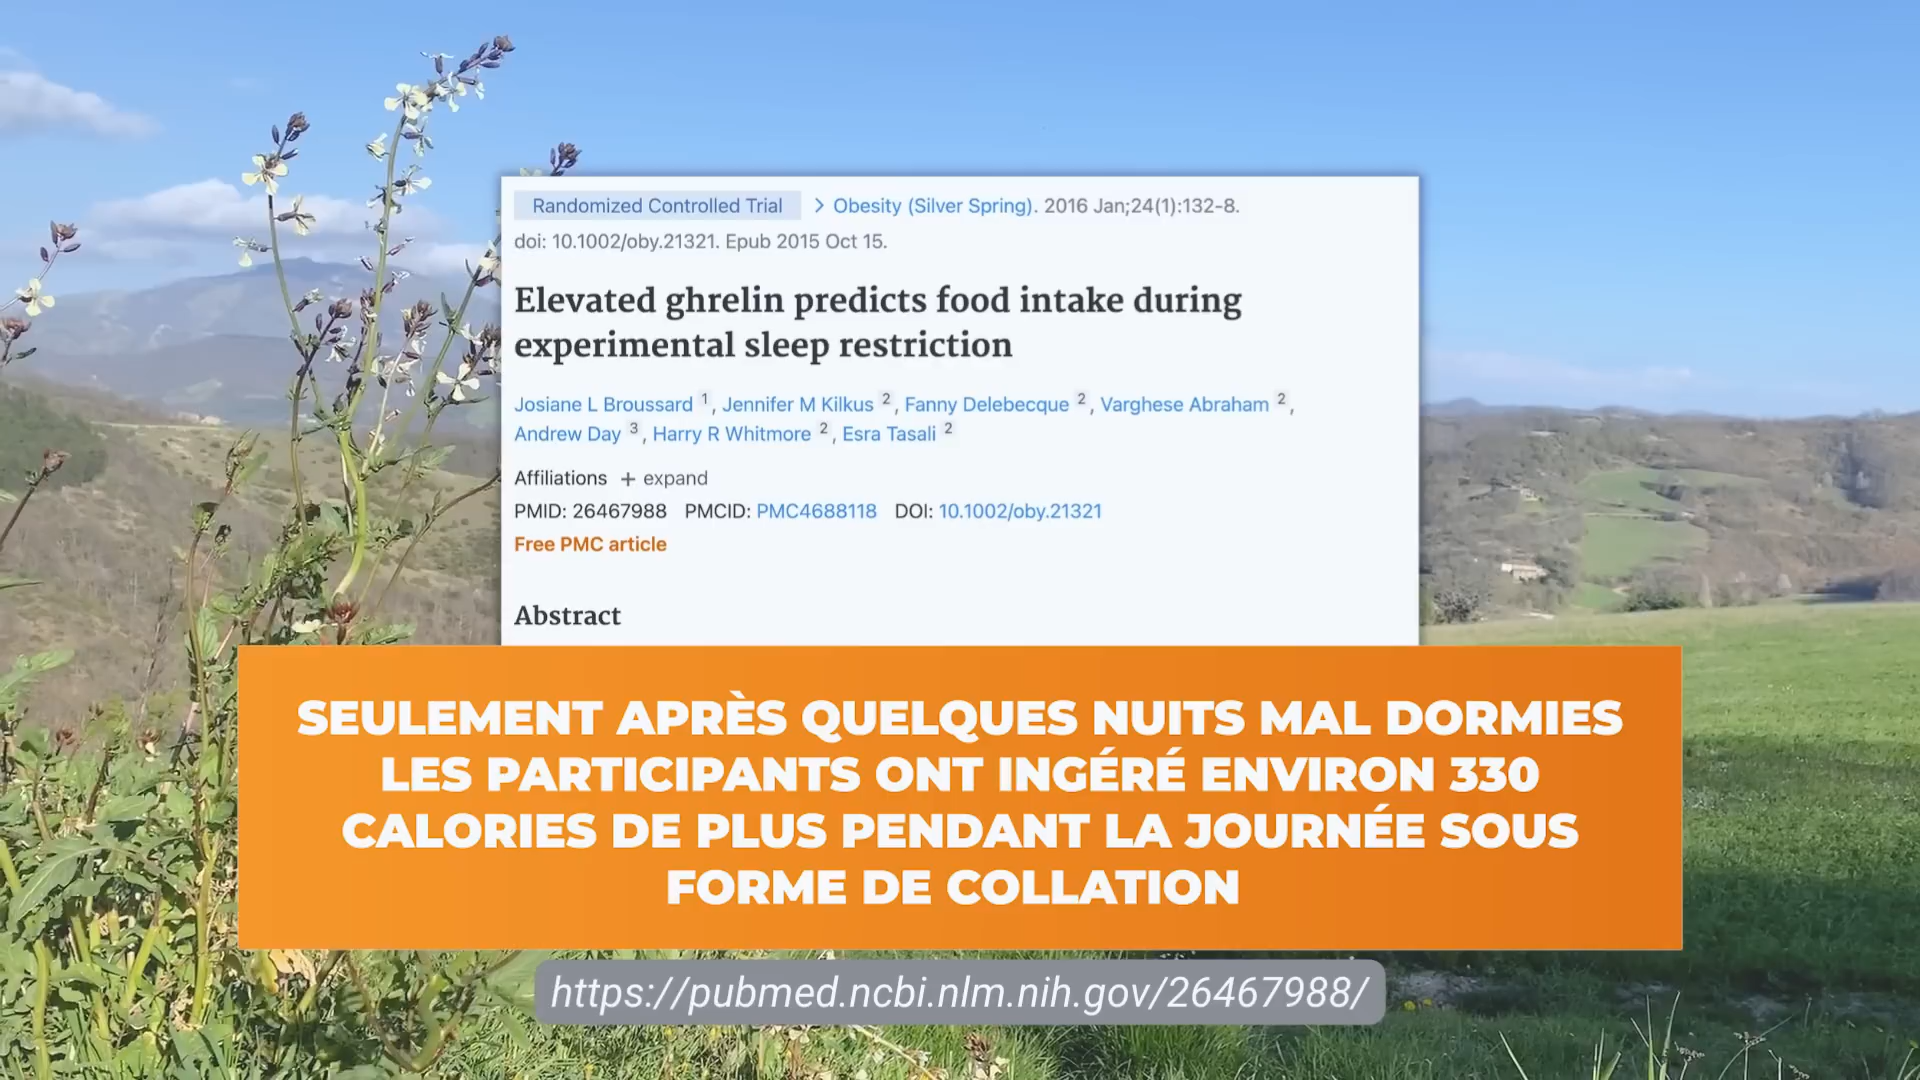 Randomized Controlled Trial > Obesity (Silver Spring). 2016 Jan;24(1):132-8.
doi: 10.1002/oby.21321. Epub 2015 Oct 15.
Elevated ghrelin predicts food intake during
experimental sleep restriction
Josiane L Broussard 1, Jennifer M Kilkus 2, Fanny Delebecque 2, Varghese Abraham 2,
Andrew Day 3, Harry R Whitmore 2, Esra Tasali 2
Affiliations + expand
PMID: 26467988 PMCID: PMC4688118 DOI: 10.1002/oby.21321
Free PMC article
Abstract
SEULEMENT APRÈS QUELQUES NUITS MAL DORMIES
LES PARTICIPANTS ONT INGÉRÉ ENVIRON 330
CALORIES DE PLUS PENDANT LA JOURNÉE SOUS
FORME DE COLLATION
https://pubmed.ncbi.nlm.nih.gov/26467988/